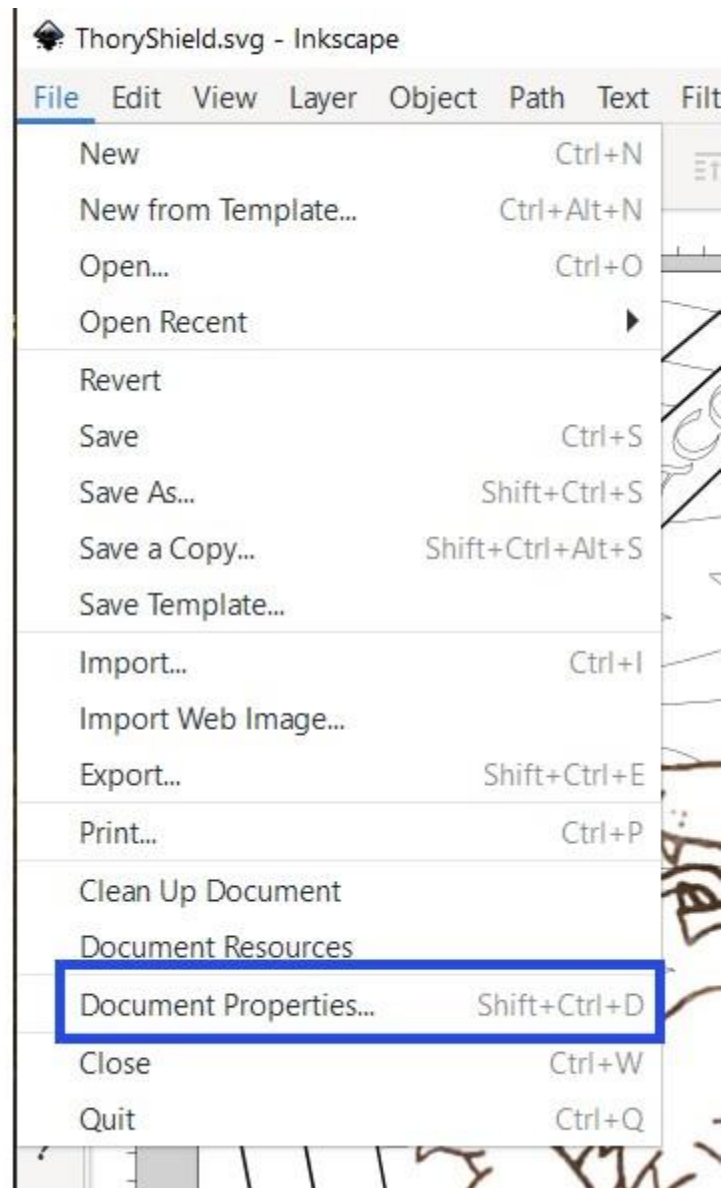 ThoryShield.svg - Inkscape
File Edit View Layer Object Path Text Filt
New Ctrl+N
New from Template... Ctrl+Alt+N
Open... Ctrl+O
Open Recent
Revert
Save Ctrl+S
Save As... Shift+Ctrl+S
Save a Copy... Shift+Ctrl+Alt+S
Save Template...
Import... Ctrl+I
Import Web Image...
Export... Shift+Ctrl+E
Print... Ctrl+P
Clean Up Document
Document Resources
Document Properties... Shift+Ctrl+D
Close Ctrl+W
Quit Ctrl+Q